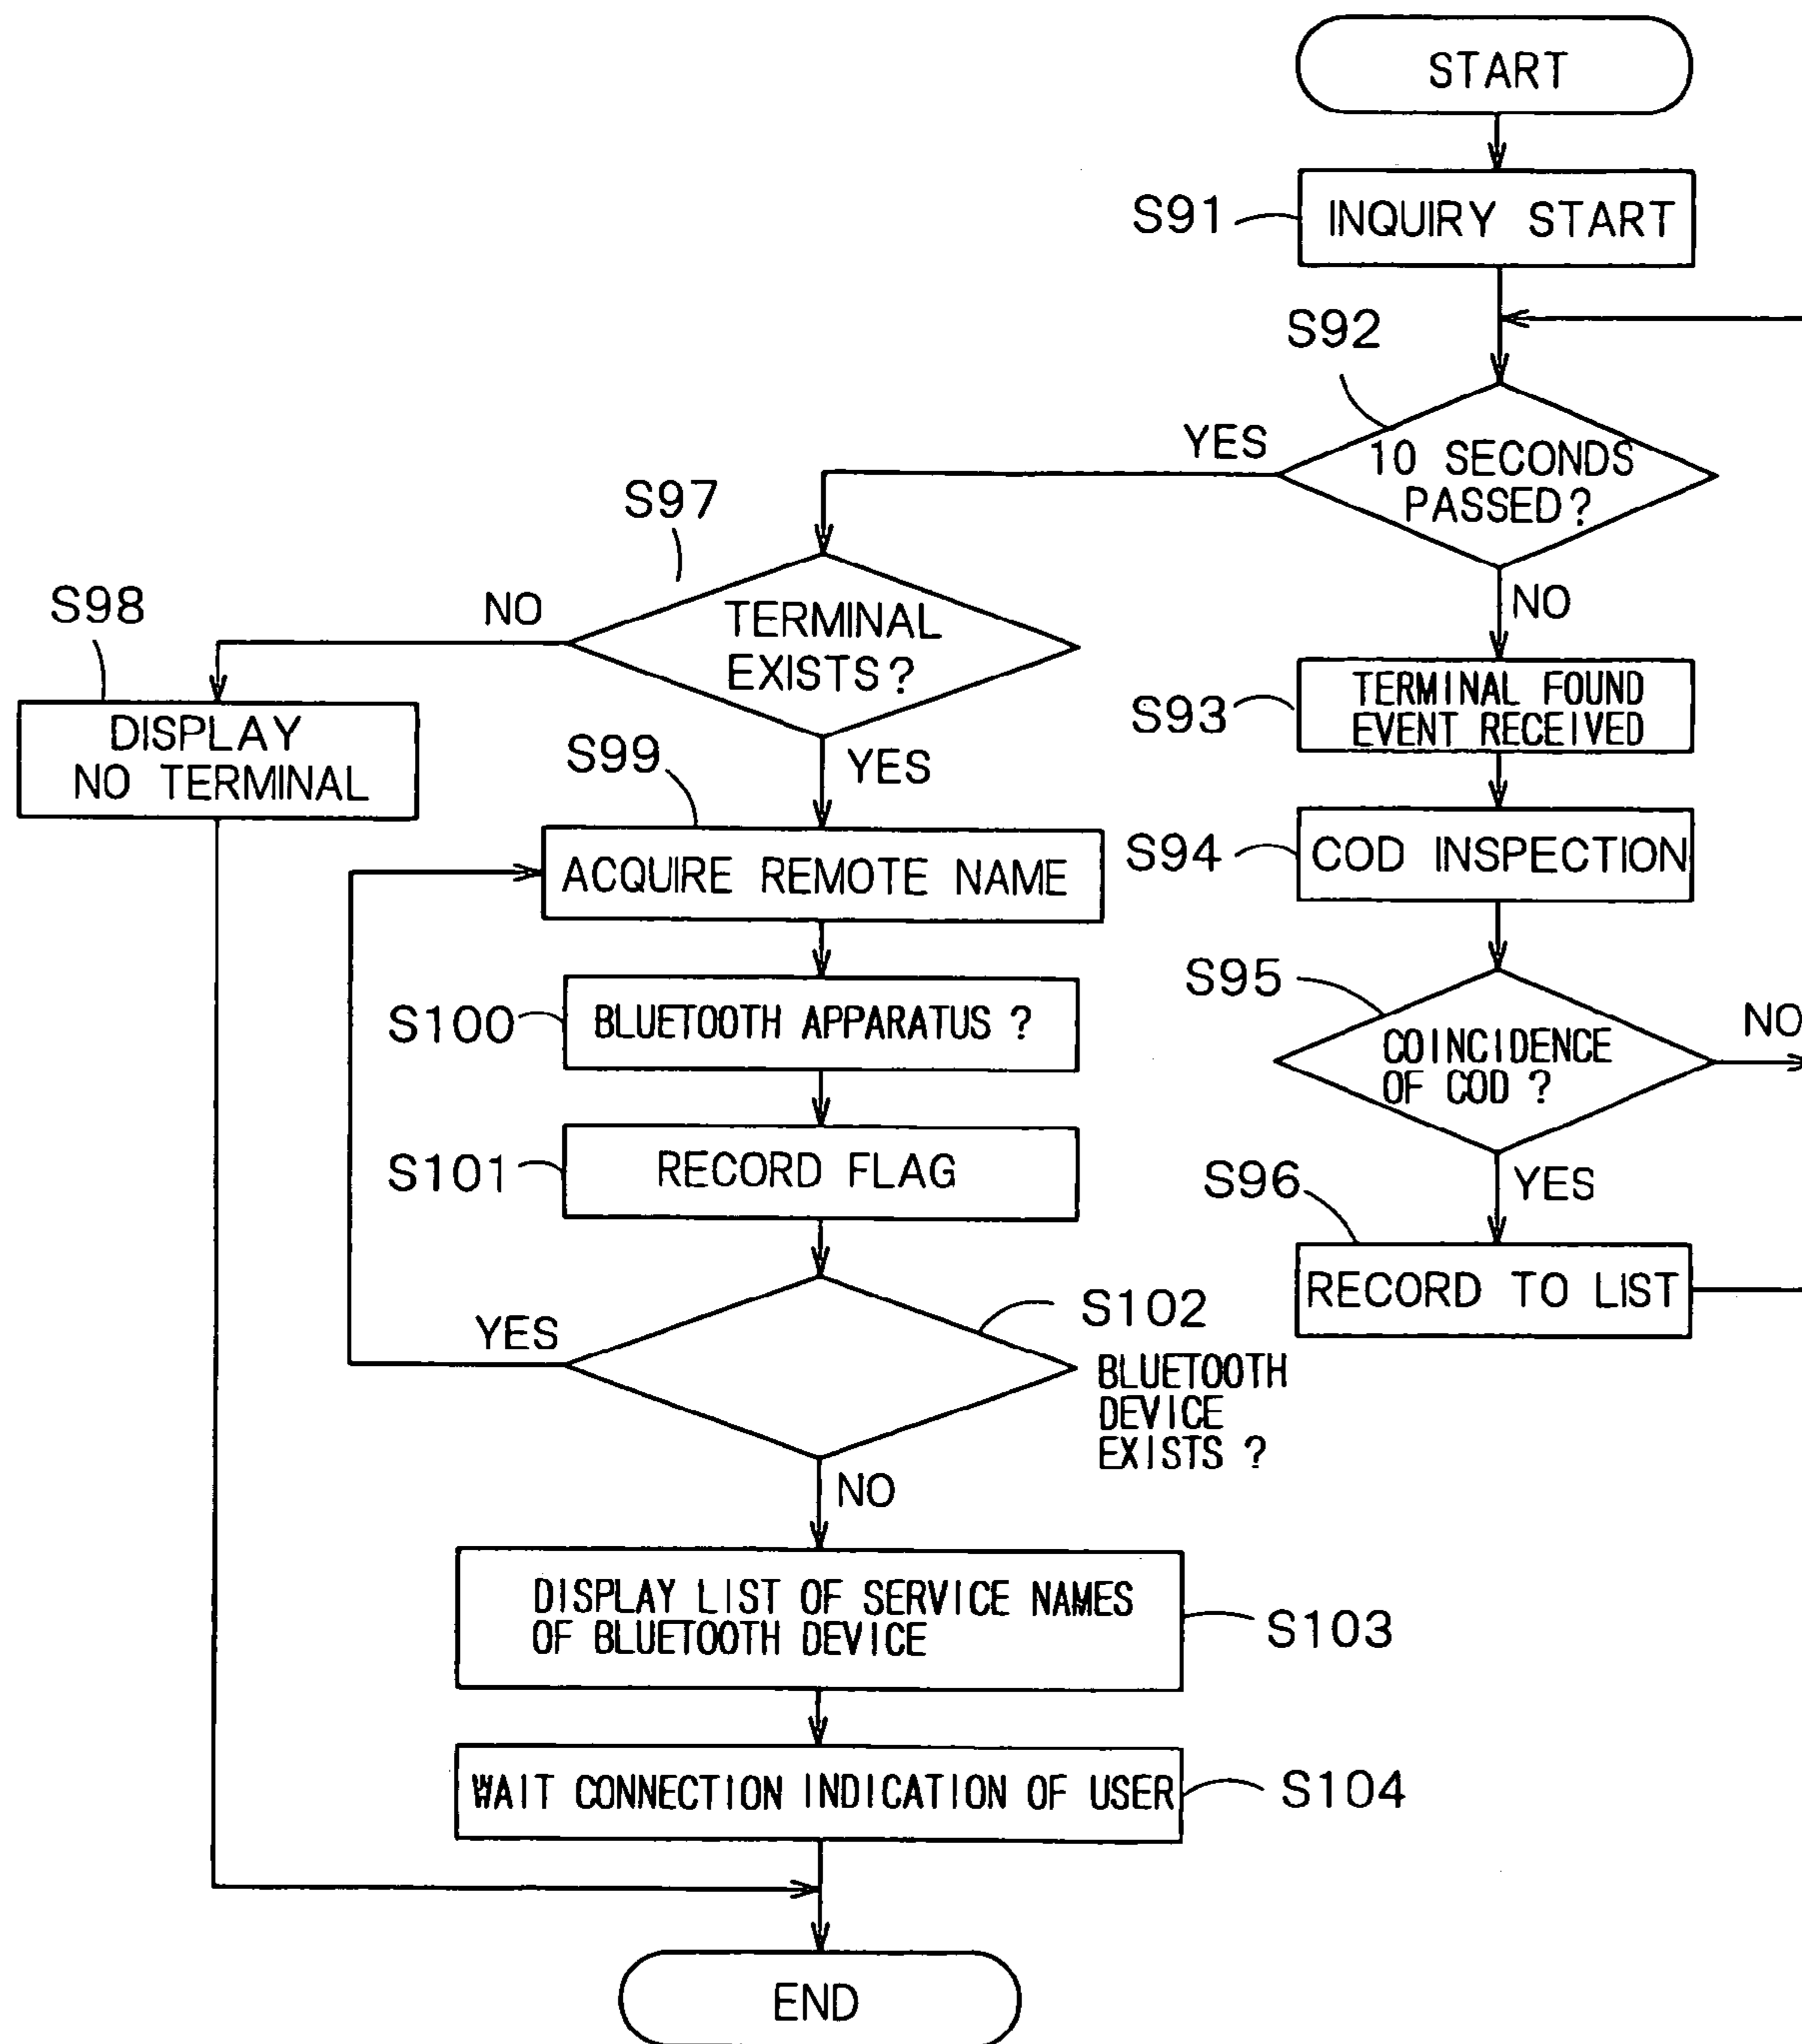 START
S91
INQUIRY START
S92
YES
10 SECONDS
PASSED?
NO
S93
TERMINAL FOUND
EVENT RECEIVED
S94
COD INSPECTION
S95
COINCIDENCE
OF COD ?
NO
YES
S96
RECORD TO LIST
S97
TERMINAL
EXISTS?
NO
S98
DISPLAY
NO TERMINAL
YES
S99
ACQUIRE REMOTE NAME
S100
BLUETOOTH APPARATUS ?
S101
RECORD FLAG
YES
S102
BLUETOOTH
DEVICE
EXISTS ?
NO
DISPLAY LIST OF SERVICE NAMES
OF BLUETOOTH DEVICE
S103
WAIT CONNECTION INDICATION OF USER
S104
END